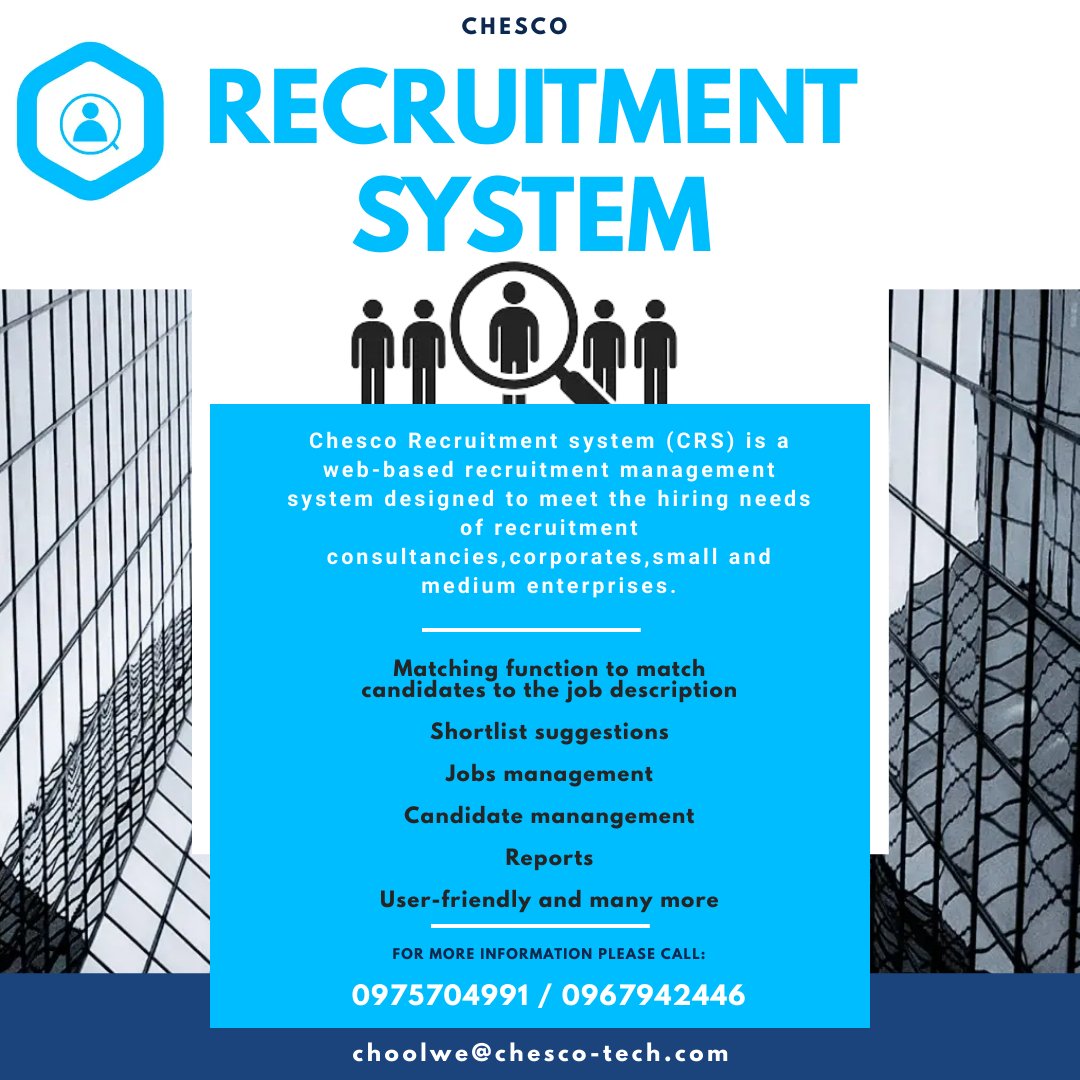 CHESCO
RECRUITMENT
SYSTEM
Chesco Recruitment system (CRS) is a
web-based recruitment management
system designed to meet the hiring needs
of recruitment
consultancies,corporates,small and
medium enterprises.
Matching function to match
candidates to the job description
Shortlist suggestions
Jobs management
Candidate manangement
Reports
User-friendly and many more
FOR MORE INFORMATION PLEASE CALL:
0975704991 / 0967942446
choolwe@chesco-tech.com